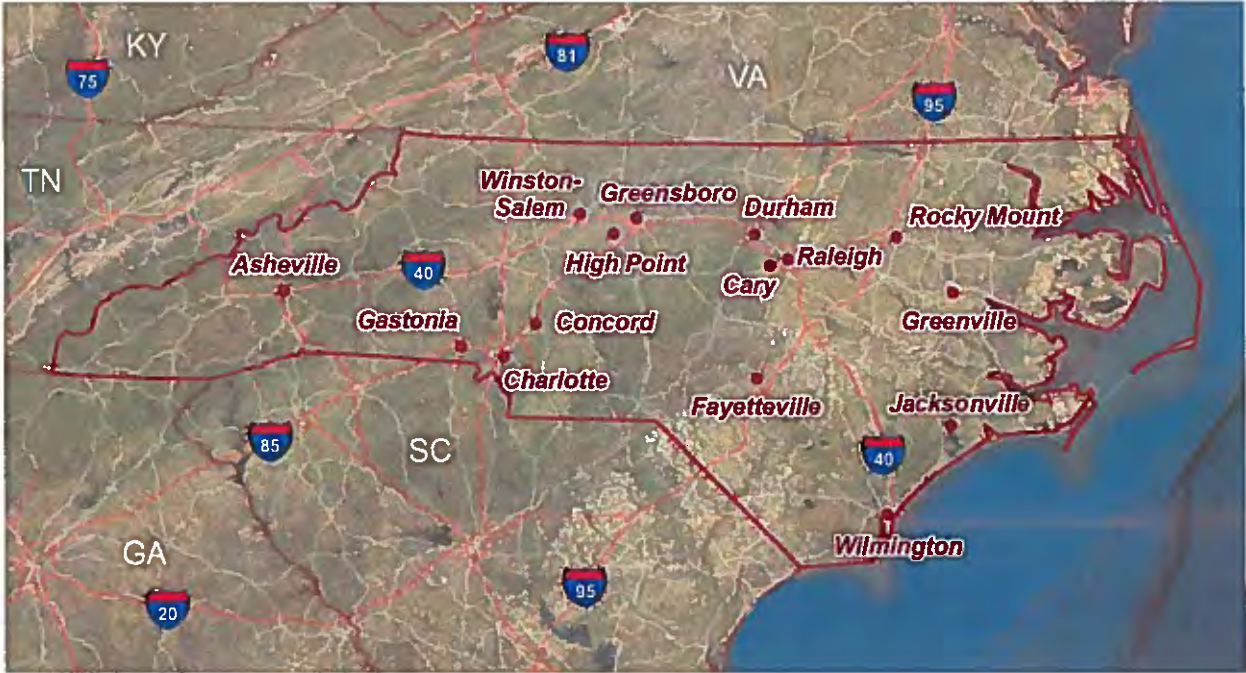 KY
75
81
VA
95
TN
Winston-
Salem
Greensboro
Durham
Rocky Mount
Asheville
40
High Point
Raleigh
Cary
Gastonia
Concord
Greenville
Charlotte
Fayetteville
Jacksonville
85
SC
40
Wilmington
GA
20
95